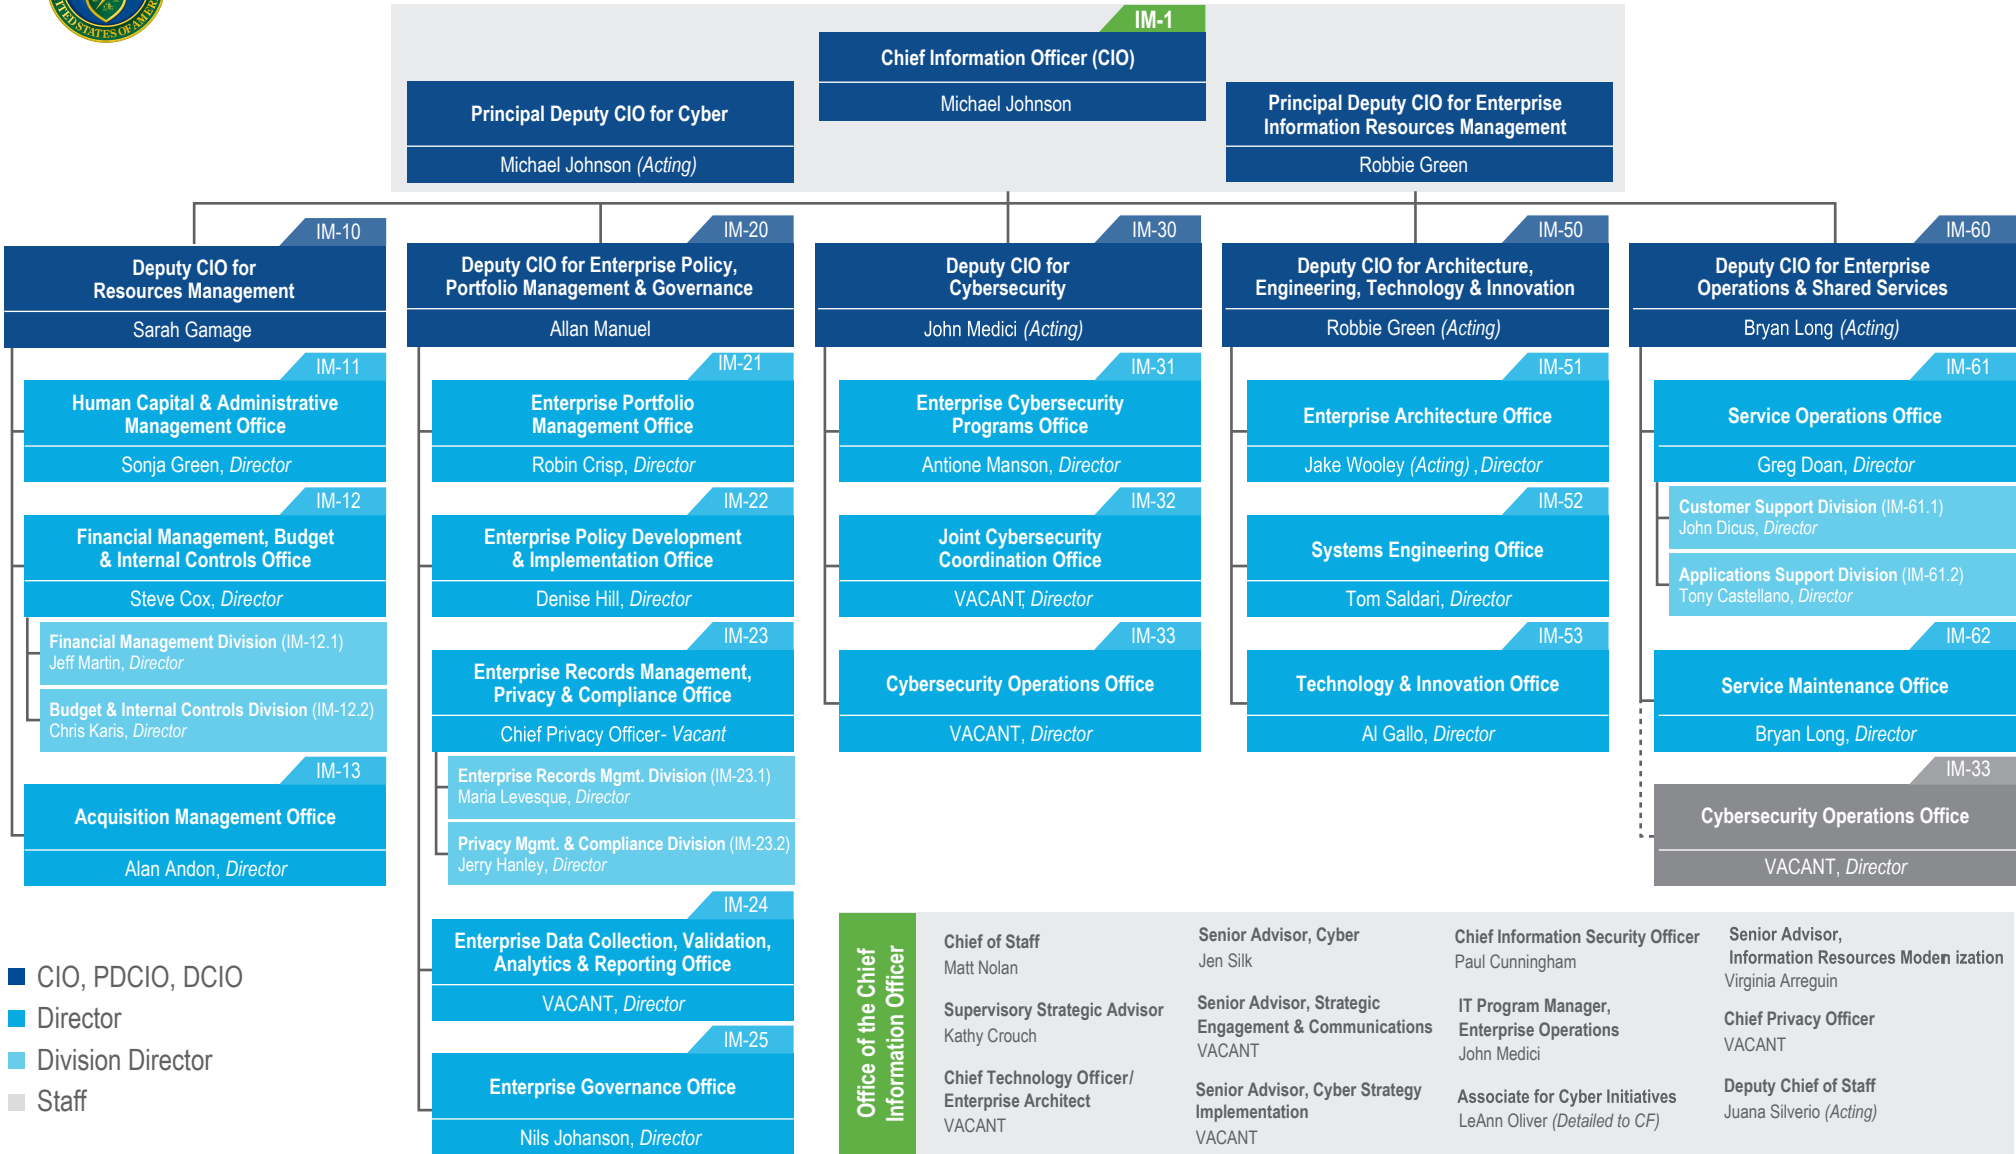 UNITED STATES OF AMERICA
IM-1
Chief Information Officer (CIO)
Michael Johnson
Principal Deputy CIO for Cyber
Michael Johnson (Acting)
Principal Deputy CIO for Enterprise
Information Resources Management
Robbie Green
IM-10
Deputy CIO for
Resources Management
Sarah Gamage
IM-11
Human Capital & Administrative
Management Office
Sonja Green, Director
IM-12
Financial Management, Budget
& Internal Controls Office
Steve Cox, Director
Financial Management Division (IM-12.1)
Jeff Martin, Director
Budget & Internal Controls Division (IM-12.2)
Chris Karis, Director
IM-13
Acquisition Management Office
Alan Andon, Director
IM-20
Deputy CIO for Enterprise Policy,
Portfolio Management & Governance
Allan Manuel
IM-21
Enterprise Portfolio
Management Office
Robin Crisp, Director
IM-22
Enterprise Policy Development
& Implementation Office
Denise Hill, Director
IM-23
Enterprise Records Management,
Privacy & Compliance Office
Chief Privacy Officer- Vacant
Enterprise Records Mgmt. Division (IM-23.1)
Maria Levesque, Director
Privacy Mgmt. & Compliance Division (IM-23.2)
Jerry Hanley, Director
IM-24
Enterprise Data Collection, Validation,
Analytics & Reporting Office
VACANT, Director
IM-25
Enterprise Governance Office
Nils Johanson, Director
IM-30
Deputy CIO for
Cybersecurity
John Medici (Acting)
IM-31
Enterprise Cybersecurity
Programs Office
Antione Manson, Director
IM-32
Joint Cybersecurity
Coordination Office
VACANT, Director
IM-33
Cybersecurity Operations Office
VACANT, Director
IM-50
Deputy CIO for Architecture,
Engineering, Technology & Innovation
Robbie Green (Acting)
IM-51
Enterprise Architecture Office
Jake Wooley (Acting) , Director
IM-52
Systems Engineering Office
Tom Saldari, Director
IM-53
Technology & Innovation Office
Al Gallo, Director
IM-60
Deputy CIO for Enterprise
Operations & Shared Services
Bryan Long (Acting)
IM-61
Service Operations Office
Greg Doan, Director
Customer Support Division (IM-61.1)
John Dicus, Director
Applications Support Division (IM-61.2)
Tony Castellano, Director
IM-62
Service Maintenance Office
Bryan Long, Director
IM-33
Cybersecurity Operations Office
VACANT, Director
CIO, PDCIO, DCIO
Director
Division Director
Staff
Office of the Chief
Information Officer
Chief of Staff
Matt Nolan
Supervisory Strategic Advisor
Kathy Crouch
Chief Technology Officer/
Enterprise Architect
VACANT
Senior Advisor, Cyber
Jen Silk
Senior Advisor, Strategic
Engagement & Communications
VACANT
Senior Advisor, Cyber Strategy
Implementation
VACANT
Chief Information Security Officer
Paul Cunningham
IT Program Manager,
Enterprise Operations
John Medici
Associate for Cyber Initiatives
LeAnn Oliver (Detailed to CF)
Senior Advisor,
Information Resources Modern ization
Virginia Arreguin
Chief Privacy Officer
VACANT
Deputy Chief of Staff
Juana Silverio (Acting)